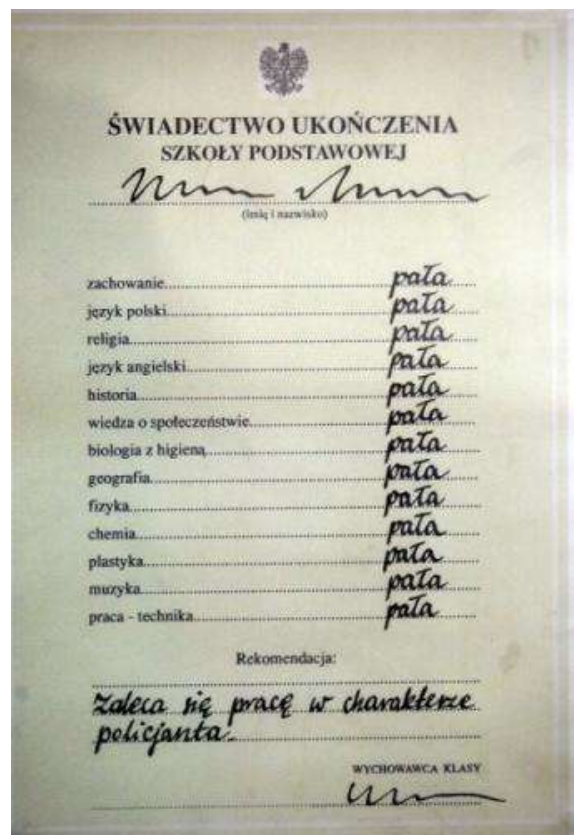 ŚWIADECTWO UKOŃCZENIA
SZKOŁY PODSTAWOWEJ
(imię i nazwisko)
zachowanie pała
język polski pała
religia pała
język angielski pała
historia pała
wiedza o społeczeństwie pała
biologia z higieną pała
geografia pała
fizyka pała
chemia pała
plastyka pała
muzyka pała
praca - technika pała
Rekomendacja:
Zaleca się pracę w charakterze
policjanta.
WYCHOWAWCA KLASY